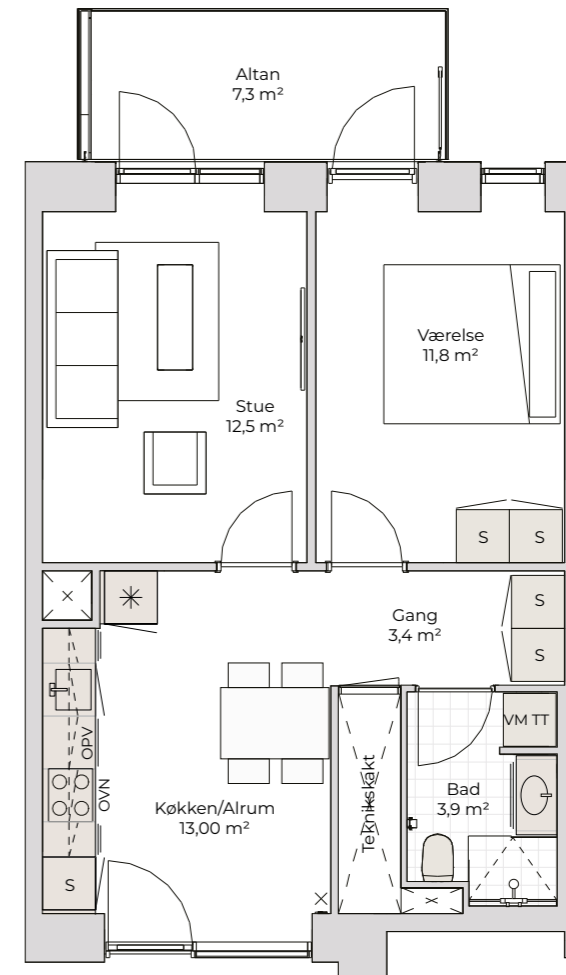 Altan
7,3 m²
Værelse
11,8 m²
Stue
12,5 m²
S S
S
Gang
3,4 m²
S
VM TT
OPV
Teknikskakt
OVN
Bad
3,9 m²
Køkken/Alrum
13,00 m²
S